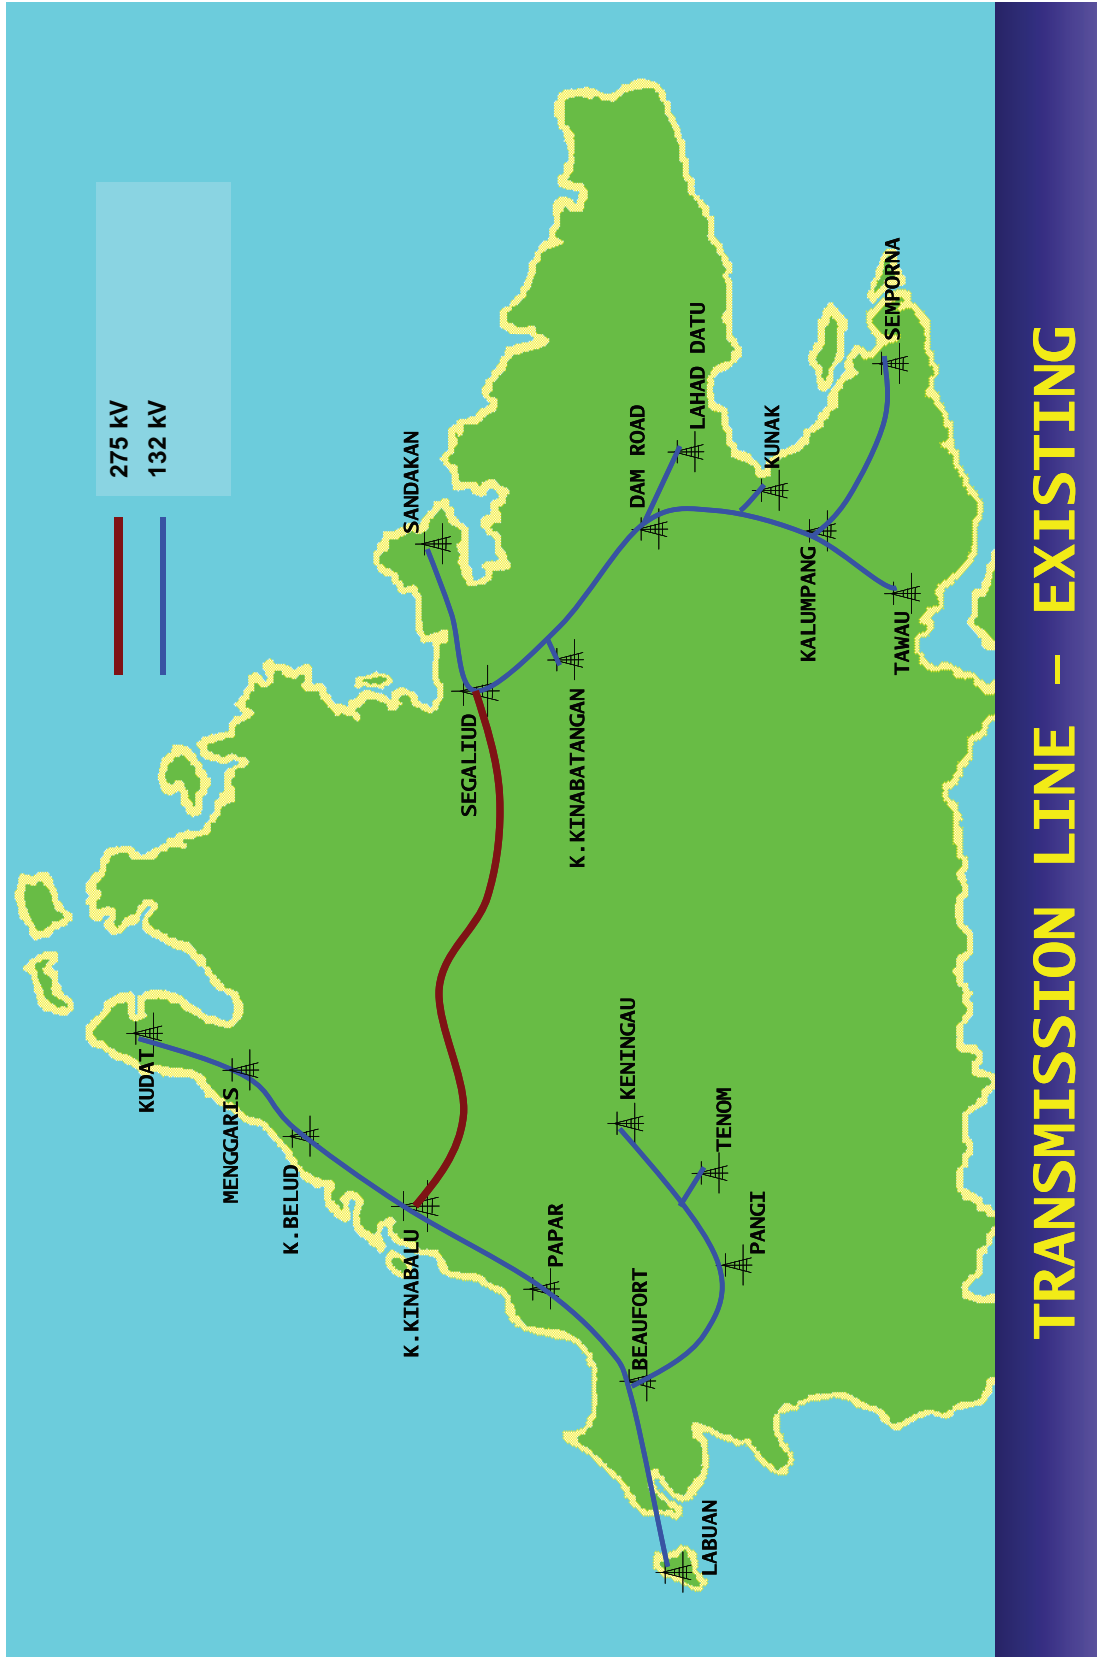 275 kV
132 kV
KUDAT
MENGGARIS
K.BELUD
K.KINABALU
SANDAKAN
SEGALIUD
K.KINABATANGAN
DAM ROAD
LAHAD DATU
KUNAK
SEMPORNA
KALUMPANG
TAWAU
PAPAR
KENINGAU
TENOM
PANGI
BEAUFORT
LABUAN
TRANSMISSION LINE – EXISTING